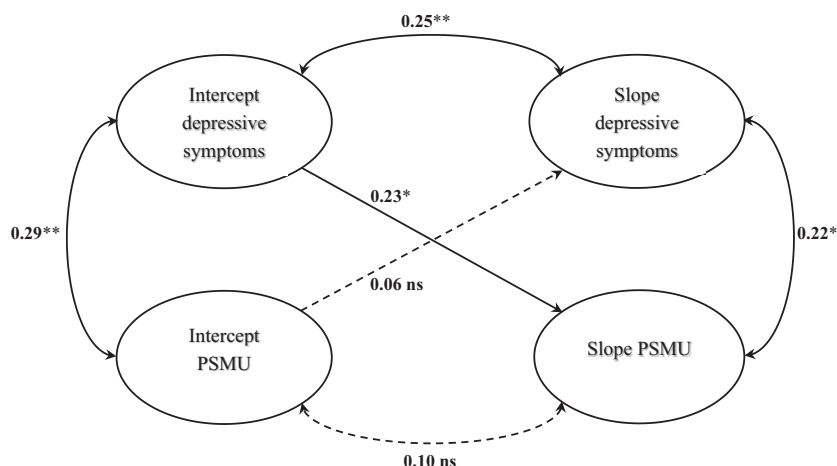 0.25**
Intercept
depressive
symptoms
Slope
depressive
symptoms
0.23*
0.29**
0.22*
0.06 ns
Intercept
PSMU
Slope PSMU
0.10 ns